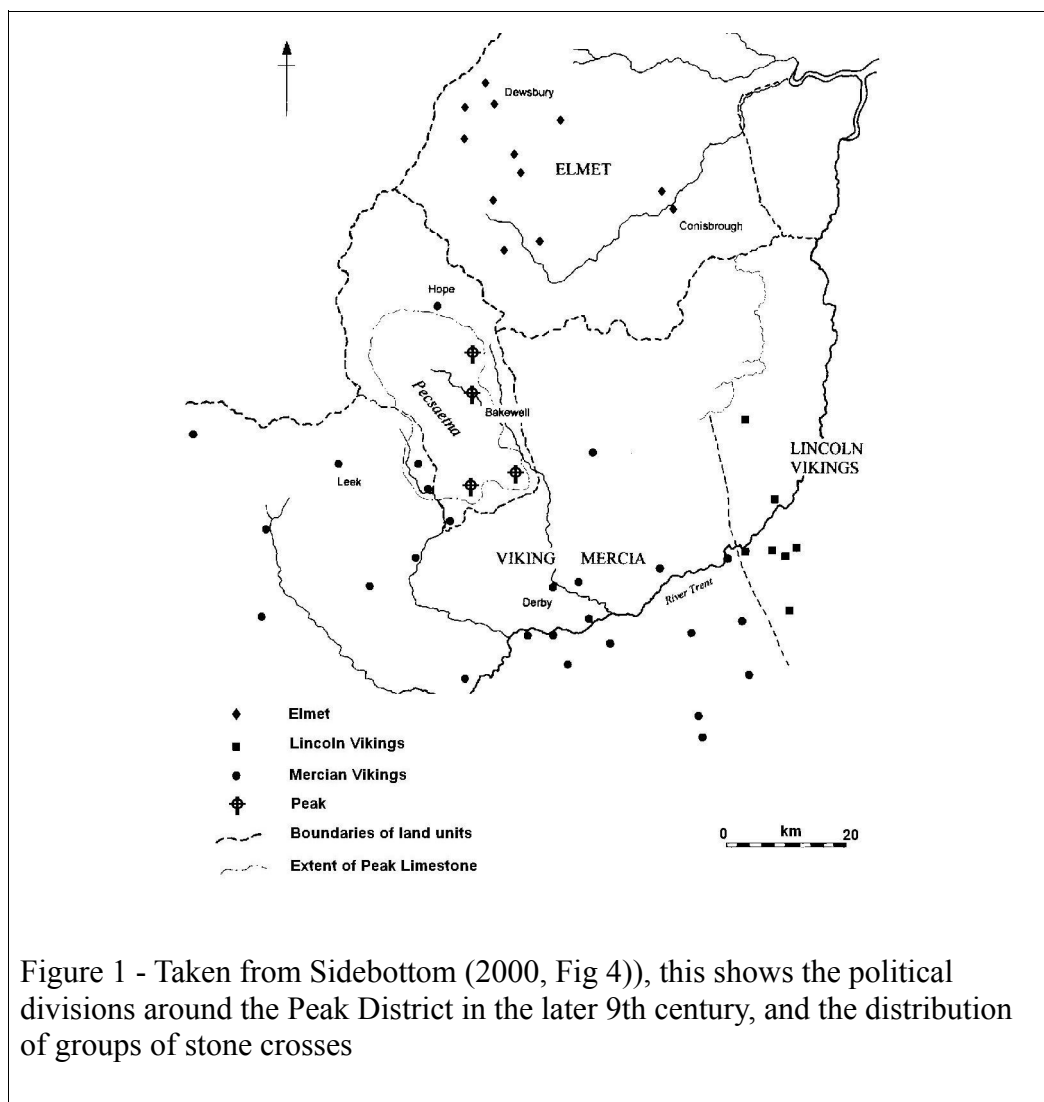 Dewsbury
ELMET
Conisbrough
Hope
Pecsaetna
Bakewell
LINCOLN
VIKINGS
Leek
VIKING MERCIA
River Trent
Derby
Elmet
Lincoln Vikings
Mercian Vikings
Peak
Boundaries of land units
Extent of Peak Limestone
0 km 20
Figure 1 - Taken from Sidebottom (2000, Fig 4)), this shows the political
divisions around the Peak District in the later 9th century, and the distribution
of groups of stone crosses